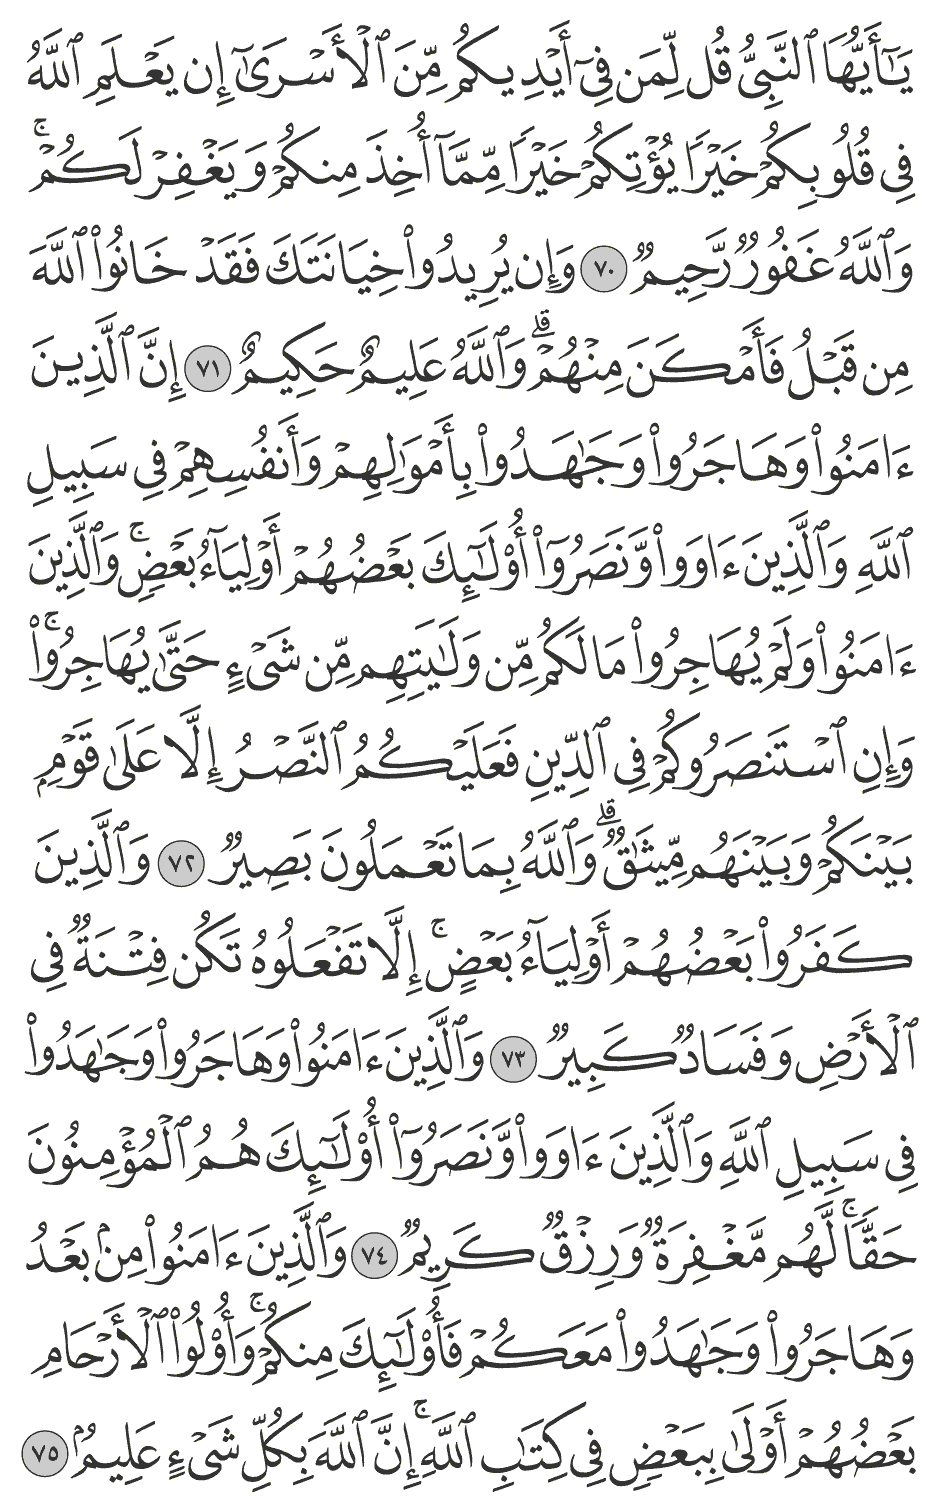 يَـٰٓأَيُّهَا ٱلنَّبِىُّ قُل لِّمَن فِىٓ أَيْدِيكُم مِّنَ ٱلْأَسْرَىٰٓ إِن يَعْلَمِ ٱللَّهُ
فِى قُلُوبِكُمْ خَيْرًا يُؤْتِكُمْ خَيْرًا مِّمَّآ أُخِذَ مِنكُمْ وَيَغْفِرْ لَكُمْ ۚ
وَٱللَّهُ غَفُورٌ رَّحِيمٌ ٧٠ وَإِن يُرِيدُوا۟ خِيَانَتَكَ فَقَدْ خَانُوا۟ ٱللَّهَ
مِن قَبْلُ فَأَمْكَنَ مِنْهُمْ ۗ وَٱللَّهُ عَلِيمٌ حَكِيمٌ ٧١ إِنَّ ٱلَّذِينَ
ءَامَنُوا۟ وَهَاجَرُوا۟ وَجَـٰهَدُوا۟ بِأَمْوَٰلِهِمْ وَأَنفُسِهِمْ فِى سَبِيلِ
ٱللَّهِ وَٱلَّذِينَ ءَاوَوا۟ وَّنَصَرُوٓا۟ أُو۟لَـٰٓئِكَ بَعْضُهُمْ أَوْلِيَآءُ بَعْضٍ ۚ وَٱلَّذِينَ
ءَامَنُوا۟ وَلَمْ يُهَاجِرُوا۟ مَا لَكُم مِّن وَلَـٰيَتِهِم مِّن شَىْءٍ حَتَّىٰ يُهَاجِرُوا۟ ۚ
وَإِنِ ٱسْتَنصَرُوكُمْ فِى ٱلدِّينِ فَعَلَيْكُمُ ٱلنَّصْرُ إِلَّا عَلَىٰ قَوْمٍۭ
بَيْنَكُمْ وَبَيْنَهُم مِّيثَـٰقٌ ۗ وَٱللَّهُ بِمَا تَعْمَلُونَ بَصِيرٌ ٧٢ وَٱلَّذِينَ
كَفَرُوا۟ بَعْضُهُمْ أَوْلِيَآءُ بَعْضٍ ۚ إِلَّا تَفْعَلُوهُ تَكُن فِتْنَةٌ فِى
ٱلْأَرْضِ وَفَسَادٌ كَبِيرٌ ٧٣ وَٱلَّذِينَ ءَامَنُوا۟ وَهَاجَرُوا۟ وَجَـٰهَدُوا۟
فِى سَبِيلِ ٱللَّهِ وَٱلَّذِينَ ءَاوَوا۟ وَّنَصَرُوٓا۟ أُو۟لَـٰٓئِكَ هُمُ ٱلْمُؤْمِنُونَ
حَقًّا ۚ لَّهُم مَّغْفِرَةٌ وَرِزْقٌ كَرِيمٌ ٧٤ وَٱلَّذِينَ ءَامَنُوا۟ مِنۢ بَعْدُ
وَهَاجَرُوا۟ وَجَـٰهَدُوا۟ مَعَكُمْ فَأُو۟لَـٰٓئِكَ مِنكُمْ ۚ وَأُو۟لُوا۟ ٱلْأَرْحَامِ
بَعْضُهُمْ أَوْلَىٰ بِبَعْضٍ فِى كِتَـٰبِ ٱللَّهِ ۗ إِنَّ ٱللَّهَ بِكُلِّ شَىْءٍ عَلِيمٌۢ ٧٥